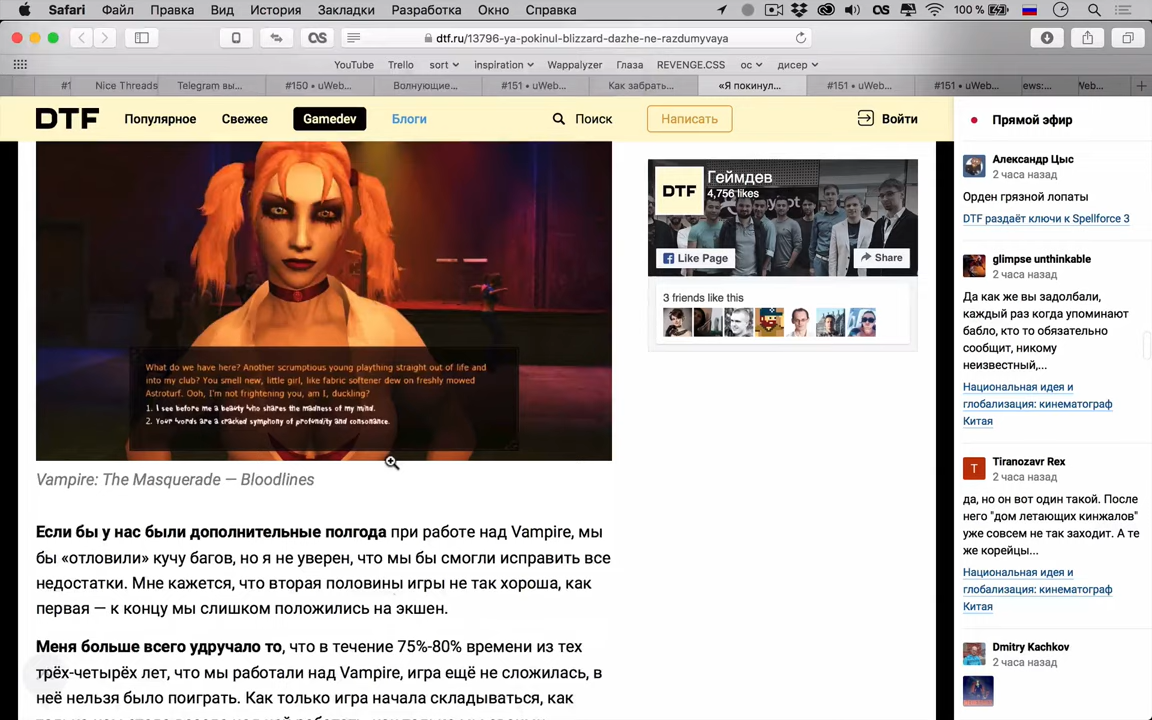 Safari Файл Правка Вид История Закладки Разработка Окно Справка 100 %
dtf.ru/13796-ya-pokinul-blizzard-dazhe-ne-razdumyvaya
YouTube Trello sort inspiration Wappalyzer Глаза REVENGE.CSS ос дисер
#1 Nice Threads Telegram вы... #150 • uWeb... Волнующие... #151 • uWeb... Как забрать... «Я покинул... #151 • uWeb... #151 • uWeb... ews:... Web...
DTF Популярное Свежее Gamedev Блоги Поиск Написать Войти
What do we have here? Another scrumptious young plaything straight out of life and
into my club? You smell new, little girl, like fabric softener dew on freshly mowed
Astroturf. Ooh, I'm not frightening you, am I, duckling?
1. I see before me a beauty who shares the madness of my mind.
2. Your words are a cracked symphony of profundity and consonance.
Vampire: The Masquerade — Bloodlines
Если бы у нас были дополнительные полгода при работе над Vampire, мы
бы «отловили» кучу багов, но я не уверен, что мы бы смогли исправить все
недостатки. Мне кажется, что вторая половины игры не так хороша, как
первая — к концу мы слишком положились на экшен.
Меня больше всего удручало то, что в течение 75%-80% времени из тех
трёх-четырёх лет, что мы работали над Vampire, игра ещё не сложилась, в
неё нельзя было поиграть. Как только игра начала складываться, как
DTF
Геймдев
4,756 likes
Like Page Share
3 friends like this
Прямой эфир
Александр Цыс
2 часа назад
Орден грязной лопаты
DTF раздаёт ключи к Spellforce 3
glimpse unthinkable
2 часа назад
Да как же вы задолбали,
каждый раз когда упоминают
бабло, кто то обязательно
сообщит, никому
неизвестный,...
Национальная идея и
глобализация: кинематограф
Китая
T
Tiranozavr Rex
2 часа назад
да, но он вот один такой. После
него "дом летающих кинжалов"
уже совсем не так заходит. А те
же корейцы...
Национальная идея и
глобализация: кинематограф
Китая
Dmitry Kachkov
2 часа назад